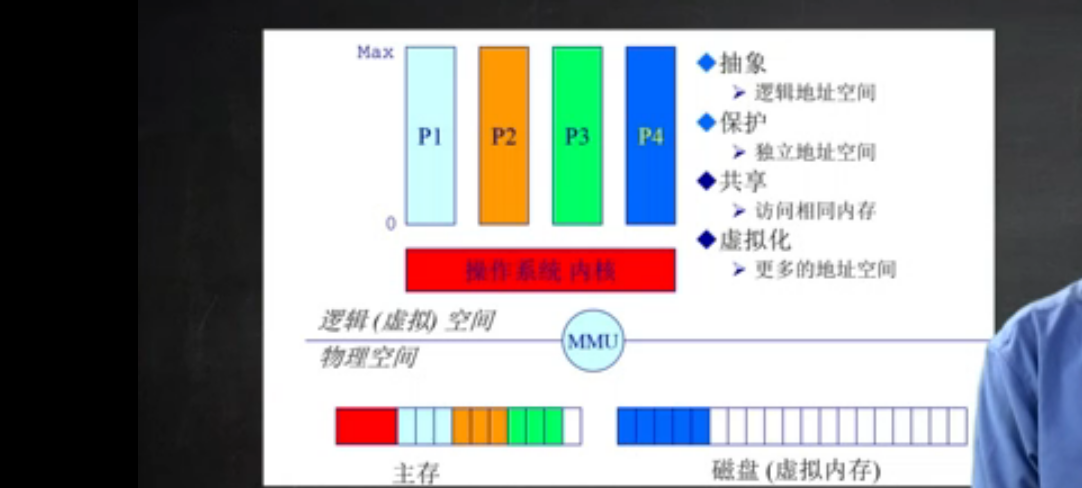 Max
P1 P2 P3 P4
0
操作系统 内核
◆抽象
➢ 逻辑地址空间
◆保护
➢ 独立地址空间
◆共享
➢ 访问相同内存
◆虚拟化
➢ 更多的地址空间
逻辑 (虚拟) 空间
MMU
物理空间
主存
磁盘 (虚拟内存)